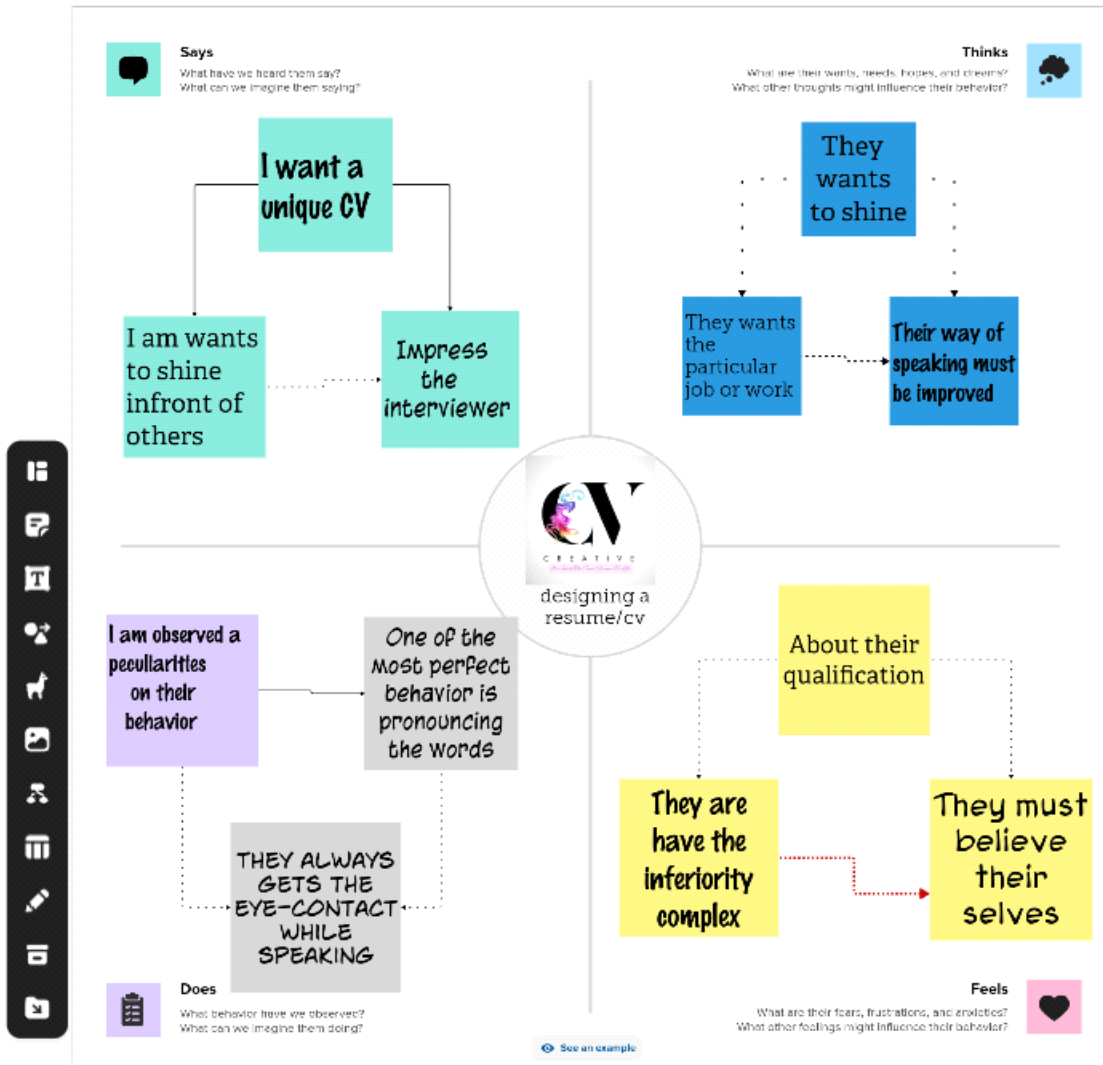 Says
What have we heard them say?
What can we imagine them saying?
Thinks
What are their wants, needs, hopes, and dreams?
What other thoughts might influence their behavior?
I want a
unique CV
I am wants
to shine
infront of
others
Impress
the
interviewer
They
wants
to shine
They wants
the
particular
job or work
Their way of
speaking must
be improved
CV
CREATIVE
designing a
resume/cv
I am observed a
peculiarities
on their
behavior
One of the
most perfect
behavior is
pronouncing
the words
THEY ALWAYS
GETS THE
EYE-CONTACT
WHILE
SPEAKING
About their
qualification
They are
have the
inferiority
complex
They must
believe
their
selves
Does
What behavior have we observed?
What can we imagine them doing?
Feels
What are their fears, frustrations, and anxieties?
What other feelings might influence their behavior?
See an example
T